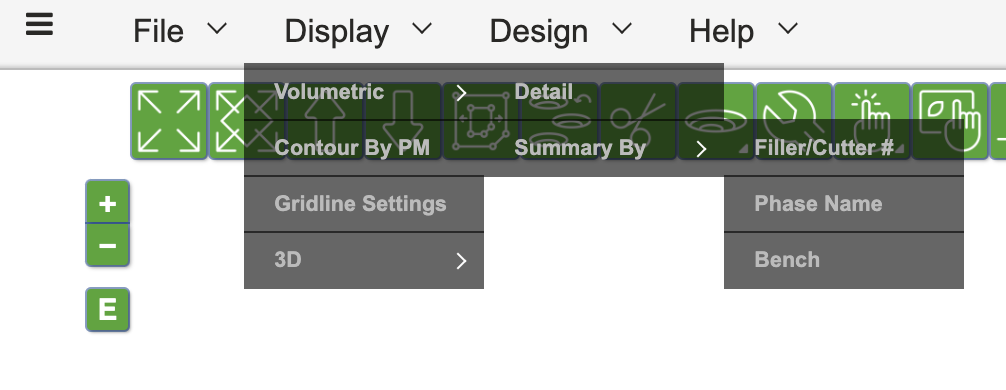 File Display Design Help
Volumetric Detail
Contour By PM Summary By Filler/Cutter #
Gridline Settings Phase Name
3D Bench
+
−
E